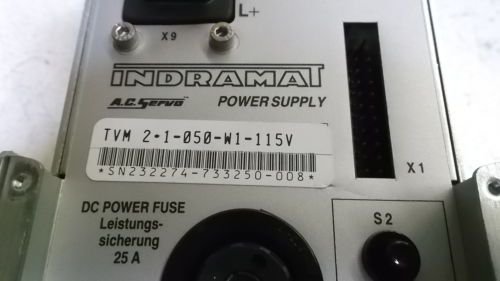 L+
X9
INDRAMAT
A.C. Servo POWER SUPPLY
TVM 2·1-050-W1-115V
*SN232274-733250-008*
X1
DC POWER FUSE
Leistungs-
sicherung
25 A
S2